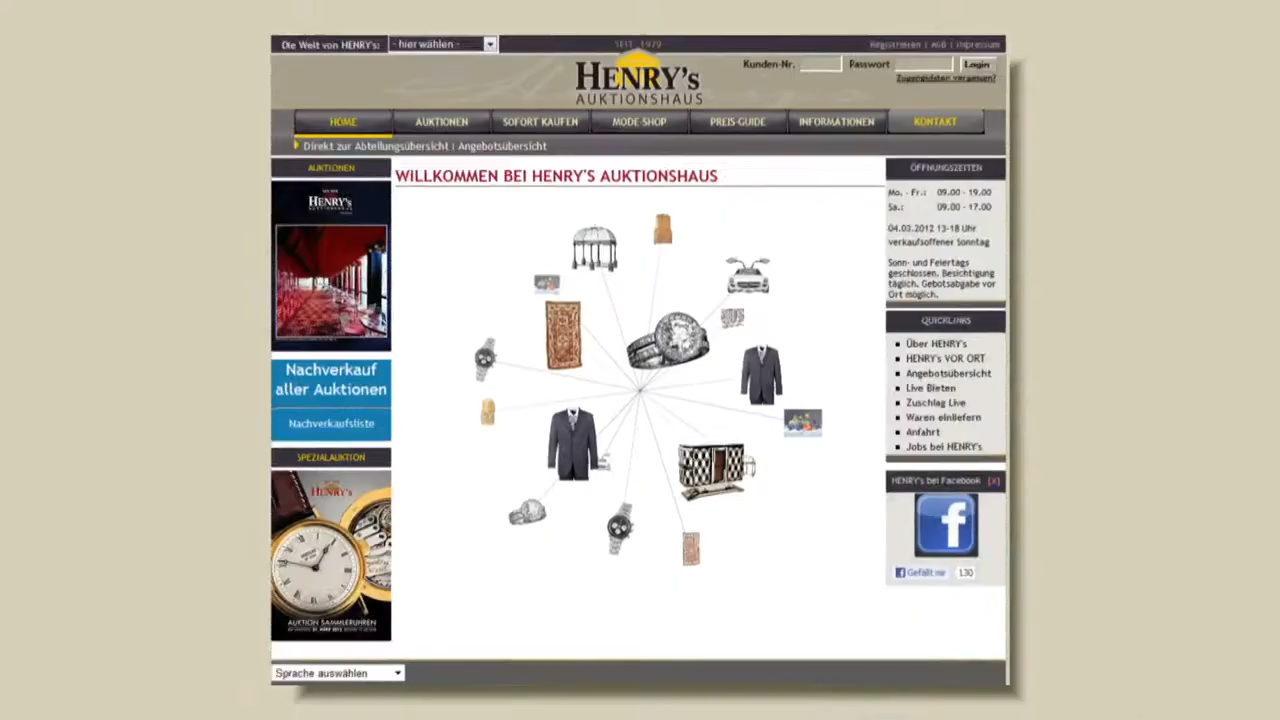 Die Welt von HENRY's: - hier wählen -
SEIT 1979
Registrieren | AGB | Impressum
HENRY's
AUKTIONSHAUS
Kunden-Nr. Passwort Login
Zugangsdaten vergessen?
HOME AUKTIONEN SOFORT KAUFEN MODE-SHOP PREIS-GUIDE INFORMATIONEN KONTAKT
Direkt zur Abteilungsübersicht | Angebotsübersicht
AUKTIONEN
HENRY's
Nachverkauf
aller Auktionen
Nachverkaufsliste
SPEZIALAUKTION
HENRY's
AUKTION SAMMLERUHREN
WILLKOMMEN BEI HENRY'S AUKTIONSHAUS
ÖFFNUNGSZEITEN
Mo. - Fr.: 09.00 - 19.00
Sa.: 09.00 - 17.00
04.03.2012 13-18 Uhr
verkaufsoffener Sonntag
Sonn- und Feiertags
geschlossen. Besichtigung
täglich. Gebotsabgabe vor
Ort möglich.
QUICKLINKS
Über HENRY's
HENRY's VOR ORT
Angebotsübersicht
Live Bieten
Zuschlag Live
Waren einliefern
Anfahrt
Jobs bei HENRY's
HENRY's bei Facebook [X]
f
Gefällt mir 130
Sprache auswählen